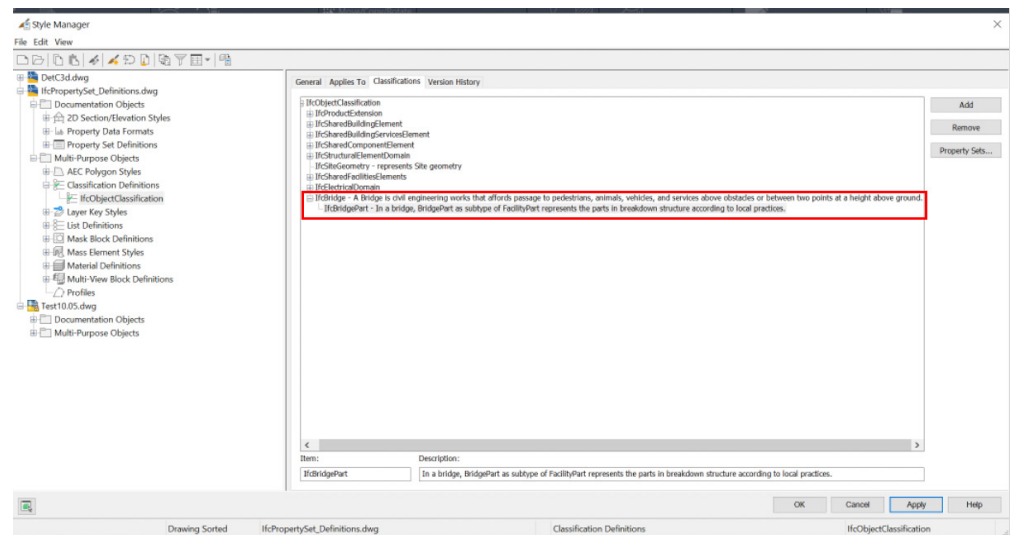 Style Manager
File Edit View
DetC3d.dwg
IfcPropertySet_Definitions.dwg
Documentation Objects
2D Section/Elevation Styles
Property Data Formats
Property Set Definitions
Multi-Purpose Objects
AEC Polygon Styles
Classification Definitions
IfcObjectClassification
Layer Key Styles
List Definitions
Mask Block Definitions
Mass Element Styles
Material Definitions
Multi-View Block Definitions
Profiles
Test10.05.dwg
Documentation Objects
Multi-Purpose Objects
General Applies To Classifications Version History
IfcObjectClassification
IfcProductExtension
IfcSharedBuildingElement
IfcSharedBuildingServicesElement
IfcSharedComponentElement
IfcStructuralElementDomain
IfcSiteGeometry - represents Site geometry
IfcSharedFacilitiesElements
IfcElectricalDomain
IfcBridge - A Bridge is civil engineering works that affords passage to pedestrians, animals, vehicles, and services above obstacles or between two points at a height above ground.
IfcBridgePart - In a bridge, BridgePart as subtype of FacilityPart represents the parts in breakdown structure according to local practices.
Add
Remove
Property Sets...
Item: Description:
IfcBridgePart In a bridge, BridgePart as subtype of FacilityPart represents the parts in breakdown structure according to local practices.
OK Cancel Apply Help
Drawing Sorted IfcPropertySet_Definitions.dwg Classification Definitions IfcObjectClassification